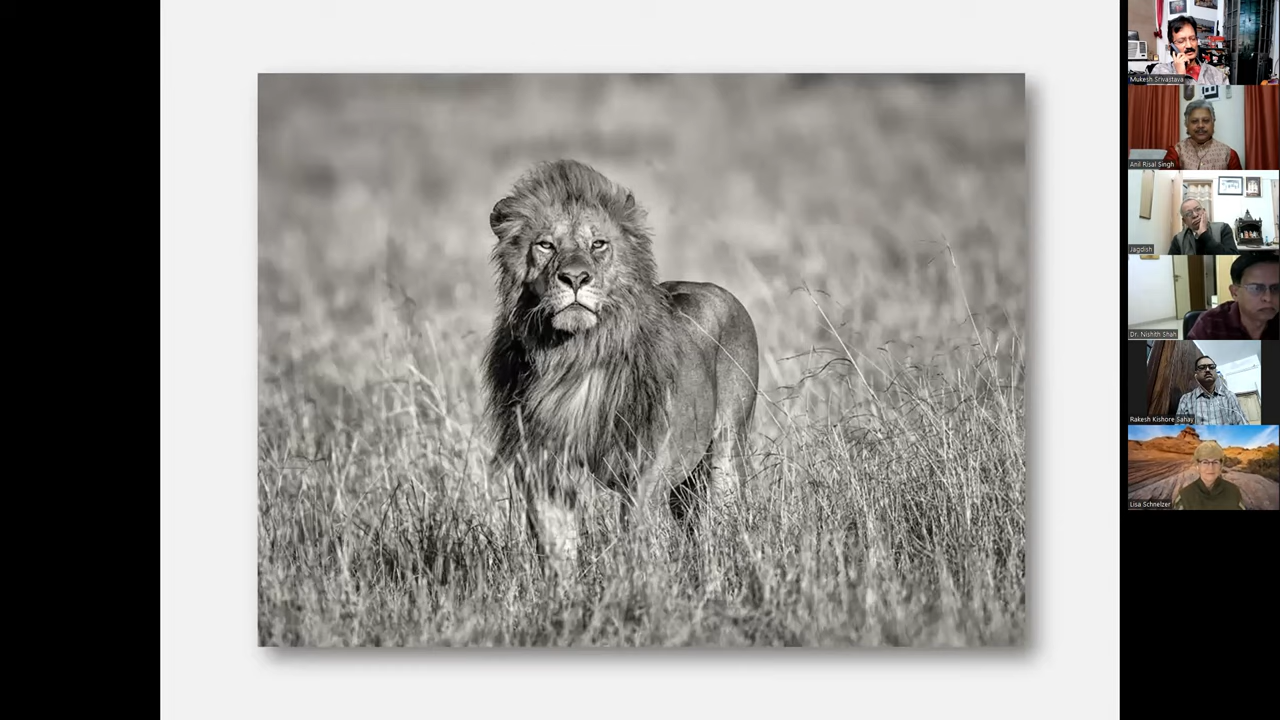 Mukesh Srivastava
Anil Risal Singh
Jagdish
Dr. Nishith Shah
Rakesh Kishore Sahay
Lisa Schnelzer